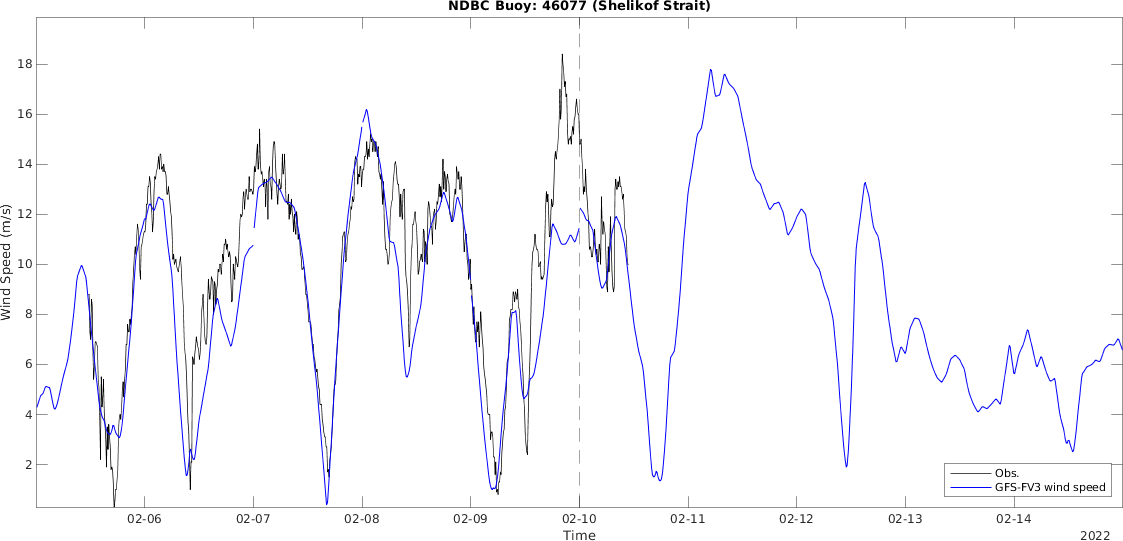 NDBC Buoy: 46077 (Shelikof Strait)
18
16
14
12
10
8
6
4
2
Wind Speed (m/s)
Obs.
GFS-FV3 wind speed
02-06 02-07 02-08 02-09 02-10 02-11 02-12 02-13 02-14
Time
2022